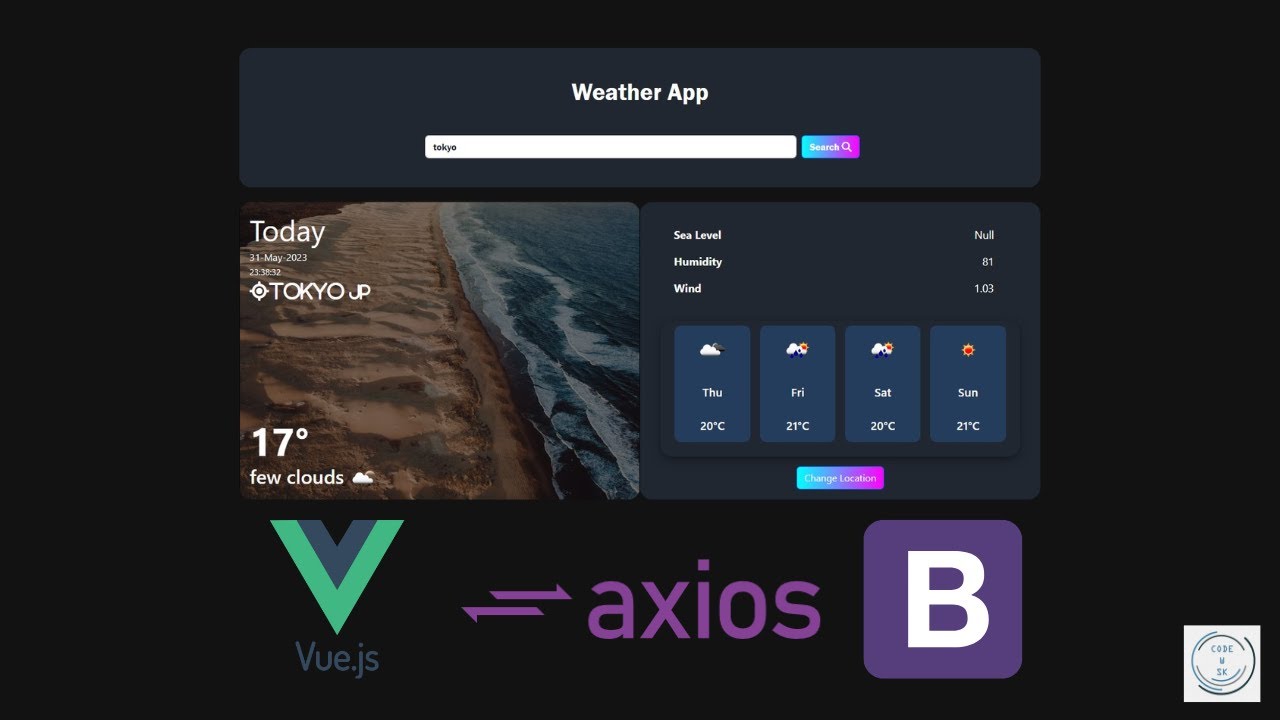 Weather App
tokyo
Search
Today
31-May-2023
23:38:32
TOKYO JP
17°
few clouds
Sea Level Null
Humidity 81
Wind 1.03
Thu Fri Sat Sun
20°C 21°C 20°C 21°C
Change Location
Vue.js
axios
B
CODE
W
SK